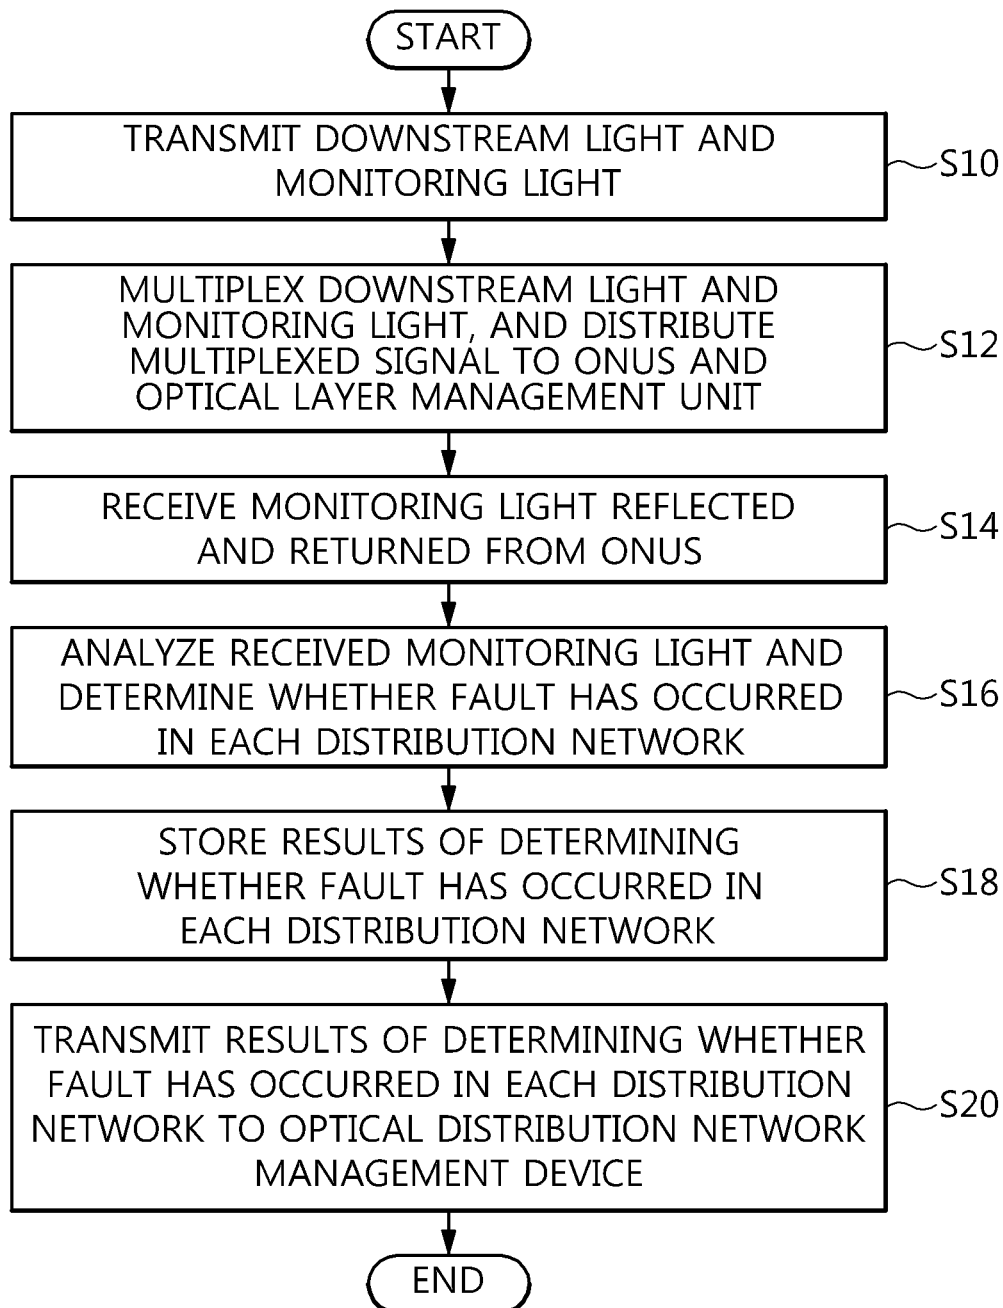 START
TRANSMIT DOWNSTREAM LIGHT AND
MONITORING LIGHT
S10
MULTIPLEX DOWNSTREAM LIGHT AND
MONITORING LIGHT, AND DISTRIBUTE
MULTIPLEXED SIGNAL TO ONUS AND
OPTICAL LAYER MANAGEMENT UNIT
S12
RECEIVE MONITORING LIGHT REFLECTED
AND RETURNED FROM ONUS
S14
ANALYZE RECEIVED MONITORING LIGHT AND
DETERMINE WHETHER FAULT HAS OCCURRED
IN EACH DISTRIBUTION NETWORK
S16
STORE RESULTS OF DETERMINING
WHETHER FAULT HAS OCCURRED IN
EACH DISTRIBUTION NETWORK
S18
TRANSMIT RESULTS OF DETERMINING WHETHER
FAULT HAS OCCURRED IN EACH DISTRIBUTION
NETWORK TO OPTICAL DISTRIBUTION NETWORK
MANAGEMENT DEVICE
S20
END